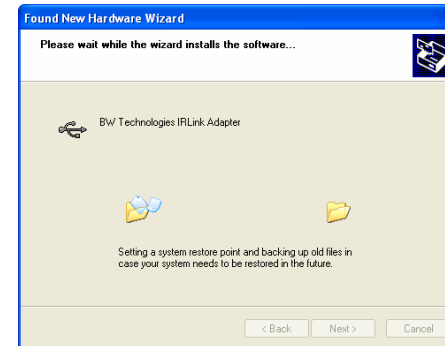 Found New Hardware Wizard
Please wait while the wizard installs the software...
BW Technologies IRLink Adapter
Setting a system restore point and backing up old files in
case your system needs to be restored in the future.
< Back Next > Cancel